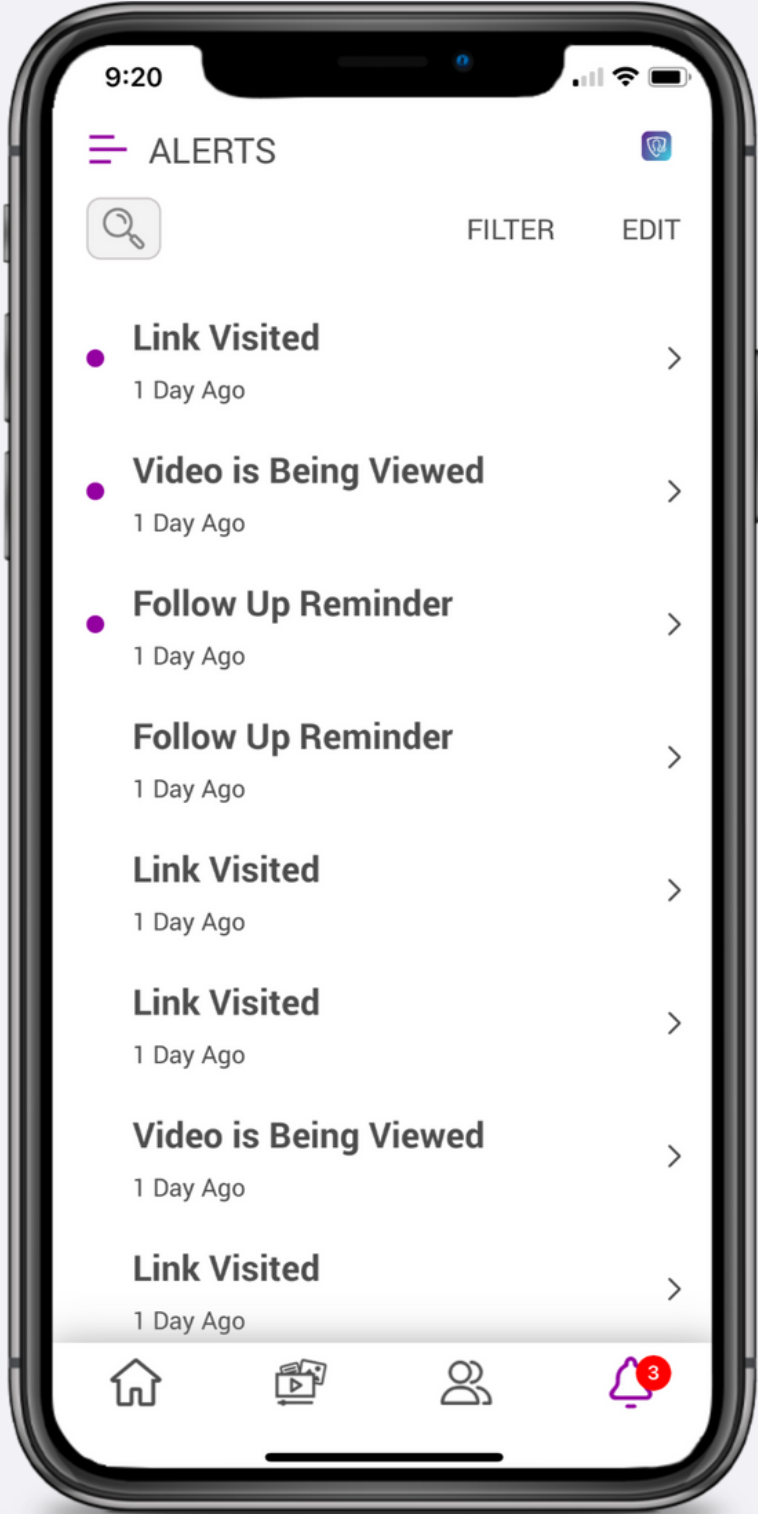 9:20
ALERTS
FILTER EDIT
Link Visited
1 Day Ago
Video is Being Viewed
1 Day Ago
Follow Up Reminder
1 Day Ago
Follow Up Reminder
1 Day Ago
Link Visited
1 Day Ago
Link Visited
1 Day Ago
Video is Being Viewed
1 Day Ago
Link Visited
1 Day Ago
3